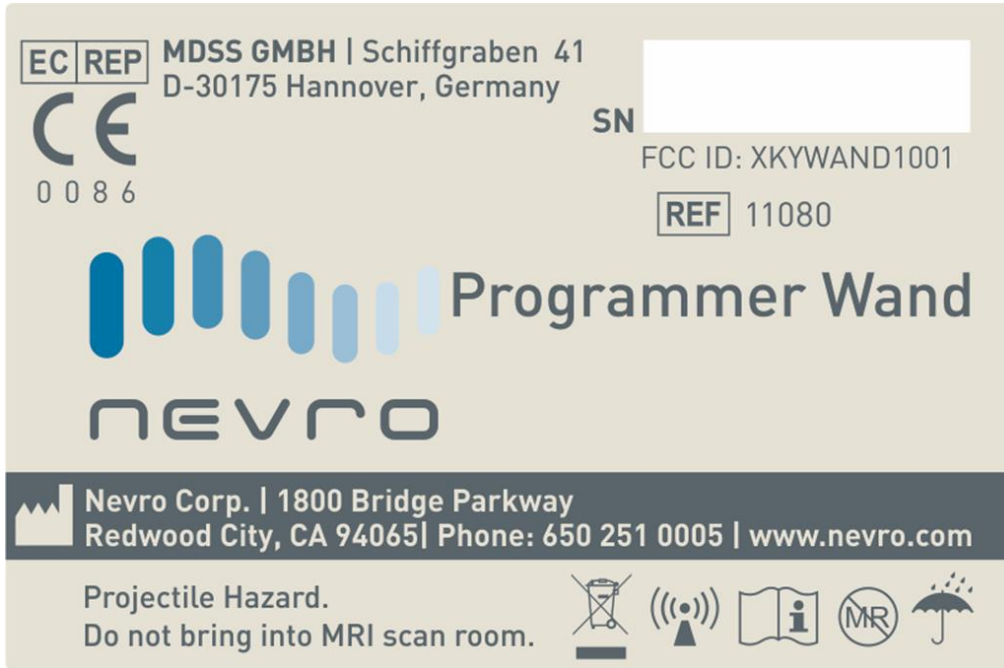 EC REP
MDSS GMBH | Schiffgraben 41
D-30175 Hannover, Germany
CE
0086
SN
FCC ID: XKYWAND1001
REF 11080
Programmer Wand
nevro
Nevro Corp. | 1800 Bridge Parkway
Redwood City, CA 94065| Phone: 650 251 0005 | www.nevro.com
Projectile Hazard.
Do not bring into MRI scan room.
i
MR